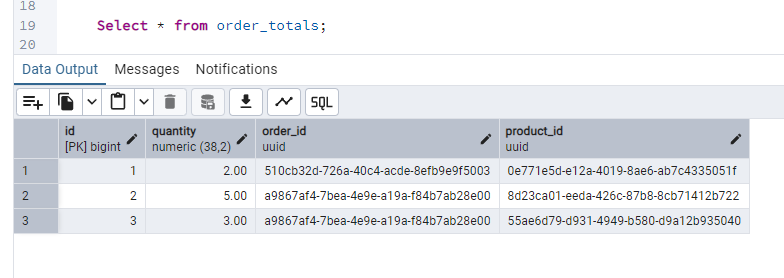 18
19 Select * from order_totals;
20
Data Output Messages Notifications
SQL
id quantity order_id product_id
[PK] bigint numeric (38,2) uuid uuid
1 1 2.00 510cb32d-726a-40c4-acde-8efb9e9f5003 0e771e5d-e12a-4019-8ae6-ab7c4335051f
2 2 5.00 a9867af4-7bea-4e9e-a19a-f84b7ab28e00 8d23ca01-eeda-426c-87b8-8cb71412b722
3 3 3.00 a9867af4-7bea-4e9e-a19a-f84b7ab28e00 55ae6d79-d931-4949-b580-d9a12b935040